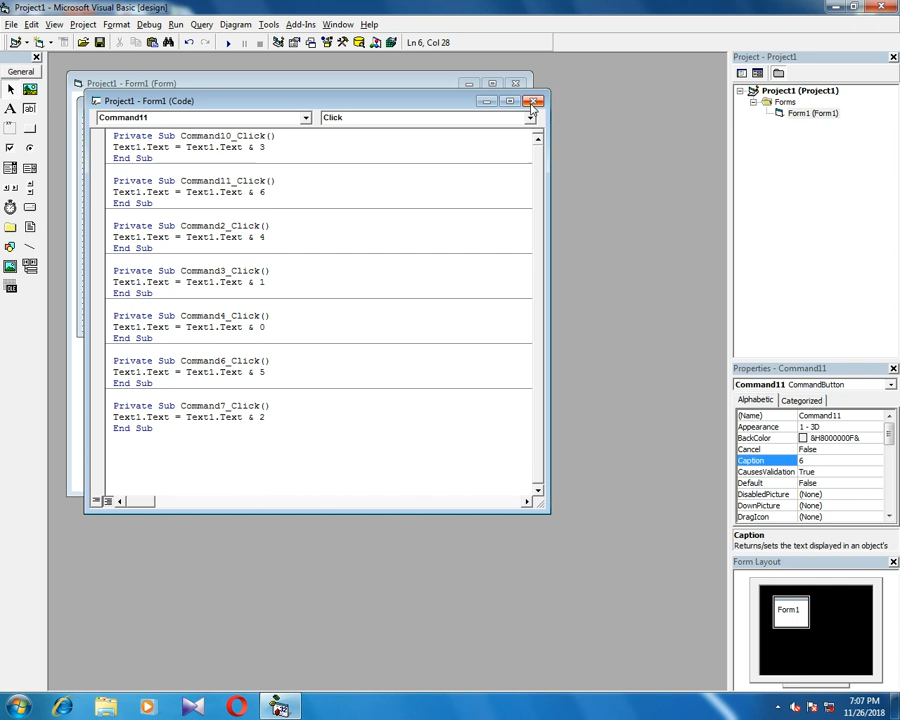 Project1 - Microsoft Visual Basic [design]
File Edit View Project Format Debug Run Query Diagram Tools Add-Ins Window Help
Ln 6, Col 28
General
Project1 - Form1 (Form)
Project1 - Form1 (Code)
Command11 Click
Private Sub Command10_Click()
Text1.Text = Text1.Text & 3
End Sub
Private Sub Command11_Click()
Text1.Text = Text1.Text & 6
End Sub
Private Sub Command2_Click()
Text1.Text = Text1.Text & 4
End Sub
Private Sub Command3_Click()
Text1.Text = Text1.Text & 1
End Sub
Private Sub Command4_Click()
Text1.Text = Text1.Text & 0
End Sub
Private Sub Command6_Click()
Text1.Text = Text1.Text & 5
End Sub
Private Sub Command7_Click()
Text1.Text = Text1.Text & 2
End Sub
Project - Project1
Project1 (Project1)
Forms
Form1 (Form1)
Properties - Command11
Command11 CommandButton
Alphabetic Categorized
(Name) Command11
Appearance 1 - 3D
BackColor &H8000000F&
Cancel False
Caption 6
CausesValidation True
Default False
DisabledPicture (None)
DownPicture (None)
DragIcon (None)
Caption
Returns/sets the text displayed in an object's
Form Layout
Form1
7:07 PM
11/26/2018